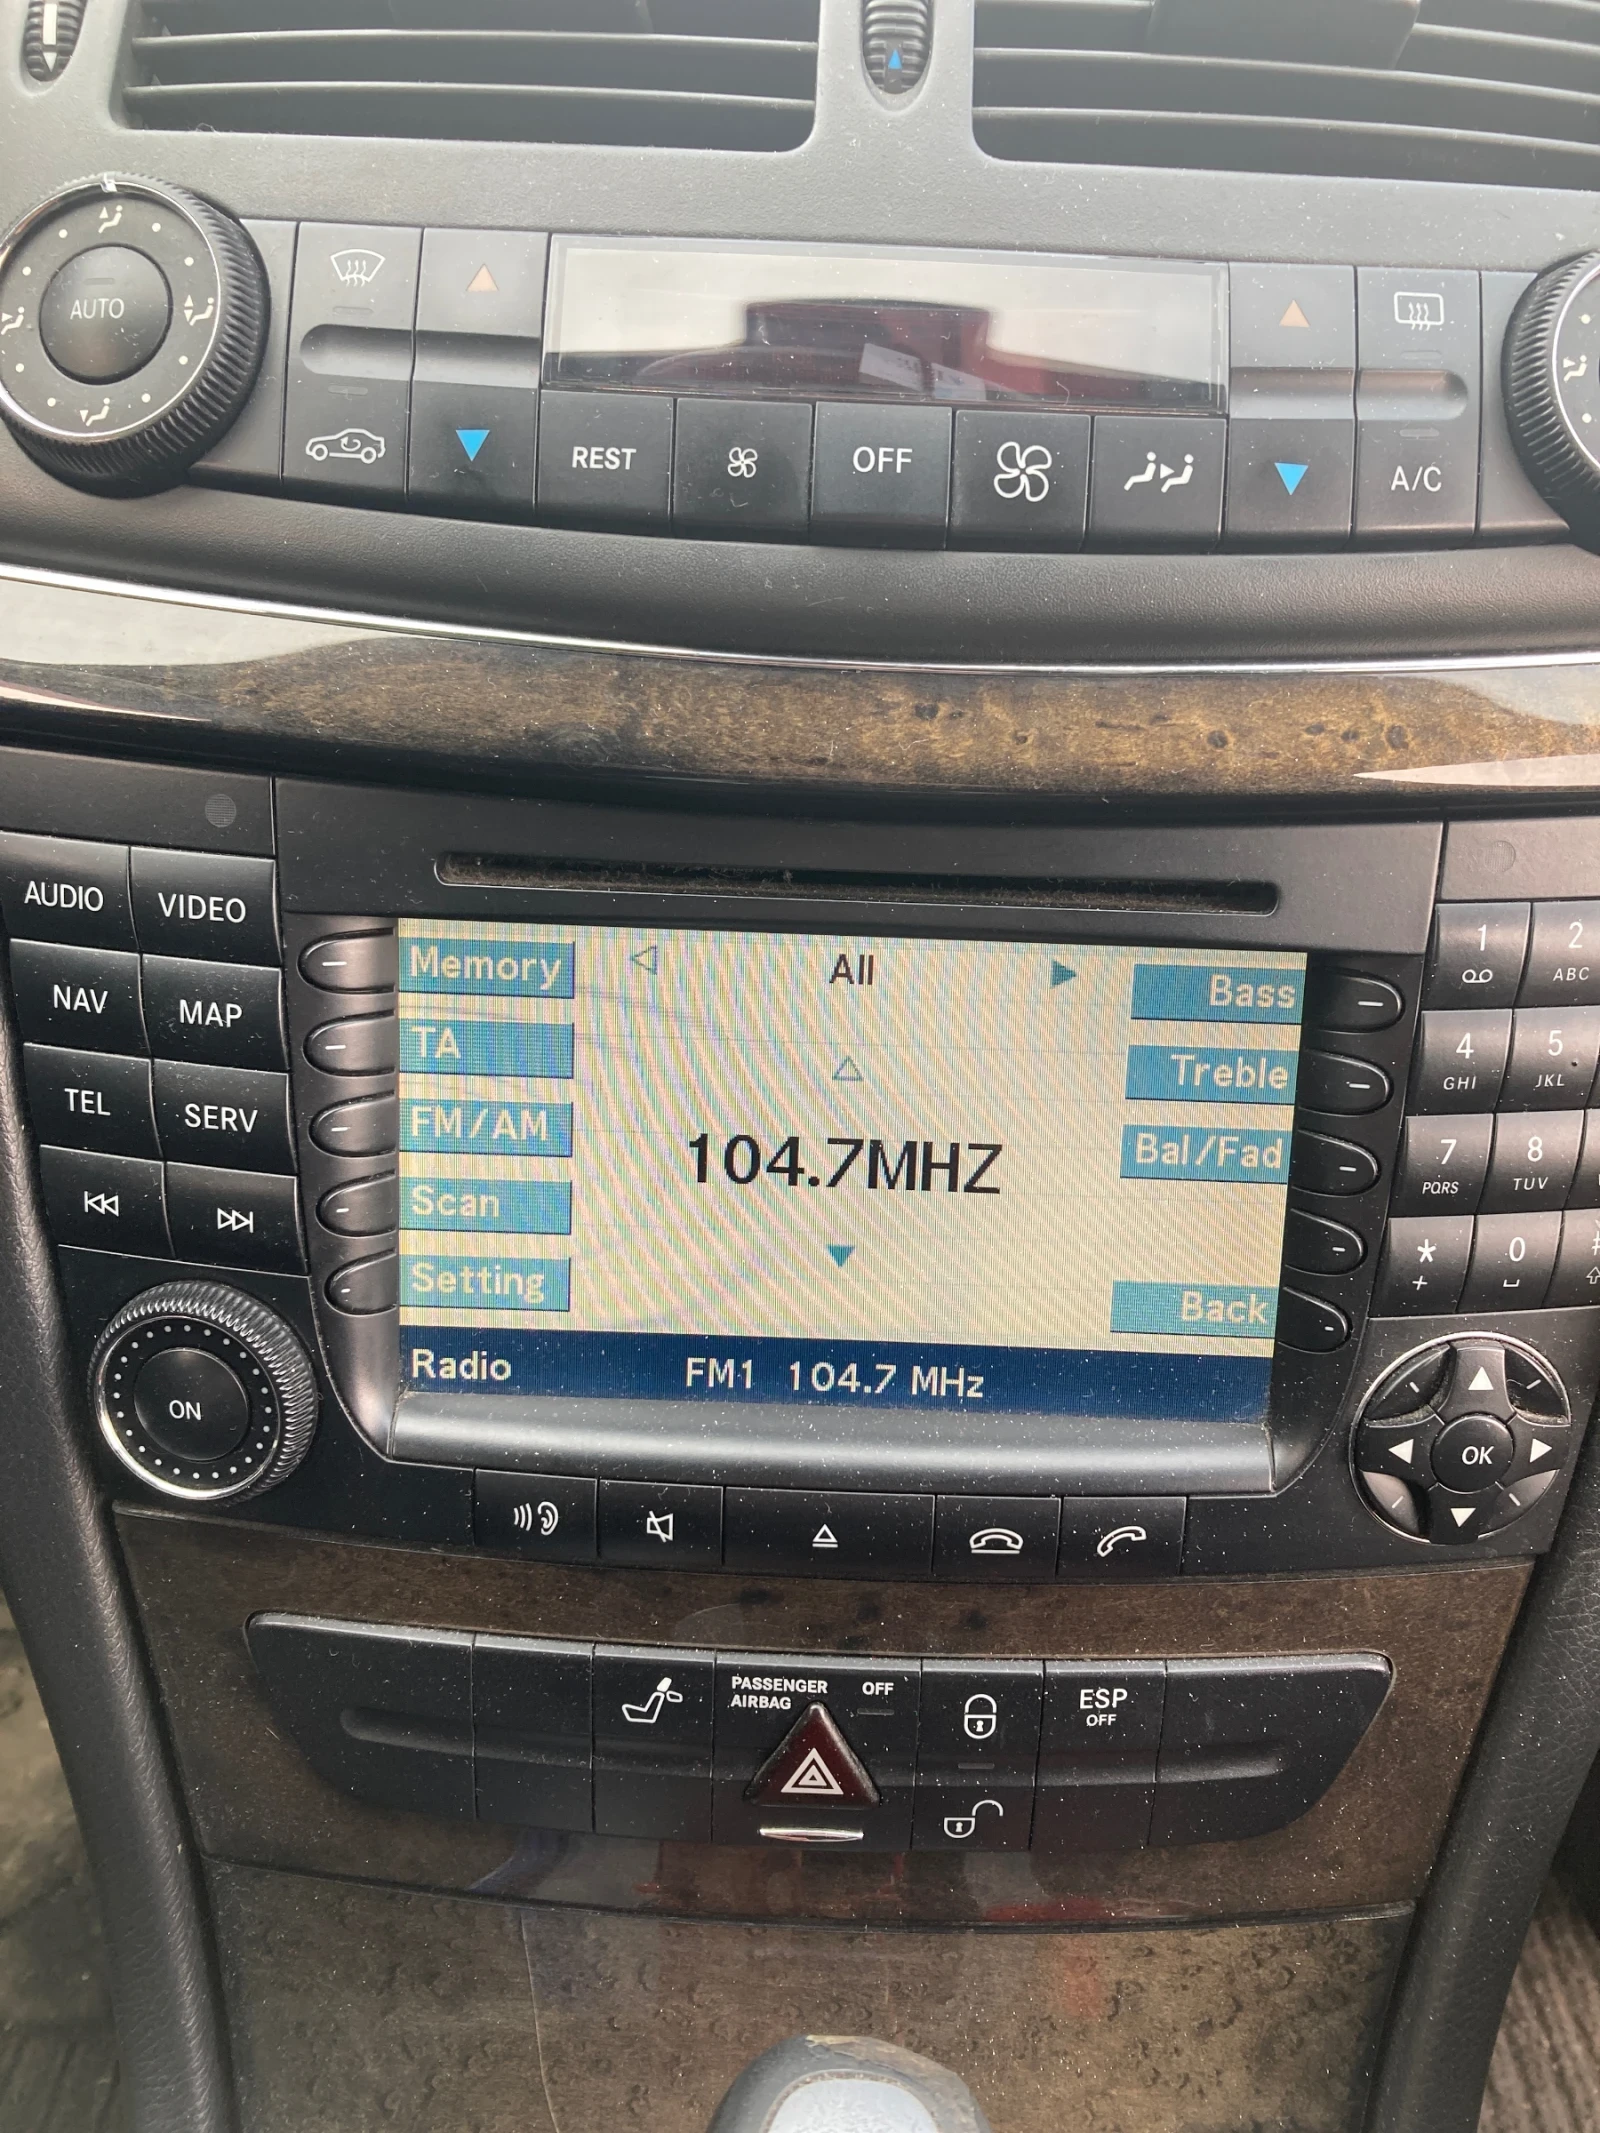 AUTO
REST
OFF
A/C
AUDIO
VIDEO
NAV
MAP
TEL
SERV
ON
Memory
TA
FM/AM
Scan
Setting
All
104.7MHZ
Bass
Treble
Bal/Fad
Back
Radio FM1 104.7 MHz
1
2
ABC
4
GHI
5
JKL
7
PQRS
8
TUV
*
+
0
#
OK
PASSENGER
AIRBAG
OFF
ESP
OFF